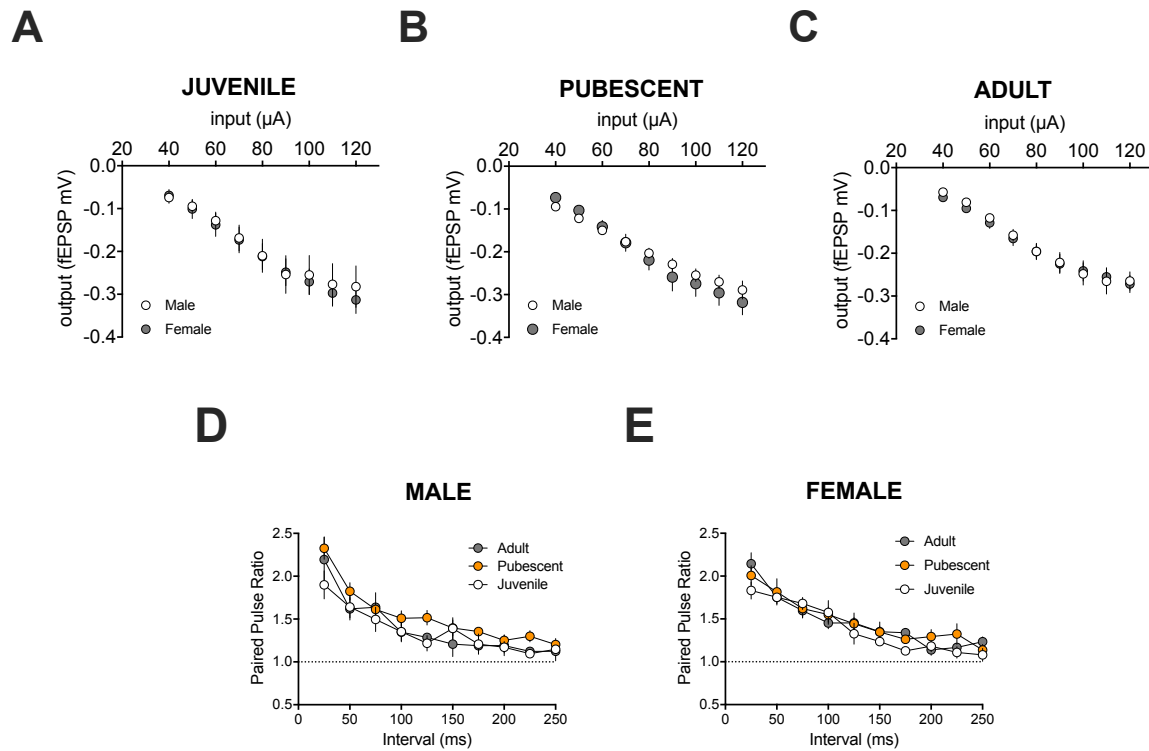 A
JUVENILE
input (µA)
20 40 60 80 100 120
0.0
-0.1
-0.2
-0.3
-0.4
output (fEPSP mV)
Male
Female
B
PUBESCENT
input (µA)
20 40 60 80 100 120
0.0
-0.1
-0.2
-0.3
-0.4
output (fEPSP mV)
Male
Female
C
ADULT
input (µA)
20 40 60 80 100 120
0.0
-0.1
-0.2
-0.3
-0.4
output (fEPSP mV)
Male
Female
D
MALE
2.5
2.0
1.5
1.0
0.5
Paired Pulse Ratio
Adult
Pubescent
Juvenile
0 50 100 150 200 250
Interval (ms)
E
FEMALE
2.5
2.0
1.5
1.0
0.5
Paired Pulse Ratio
Adult
Pubescent
Juvenile
0 50 100 150 200 250
Interval (ms)